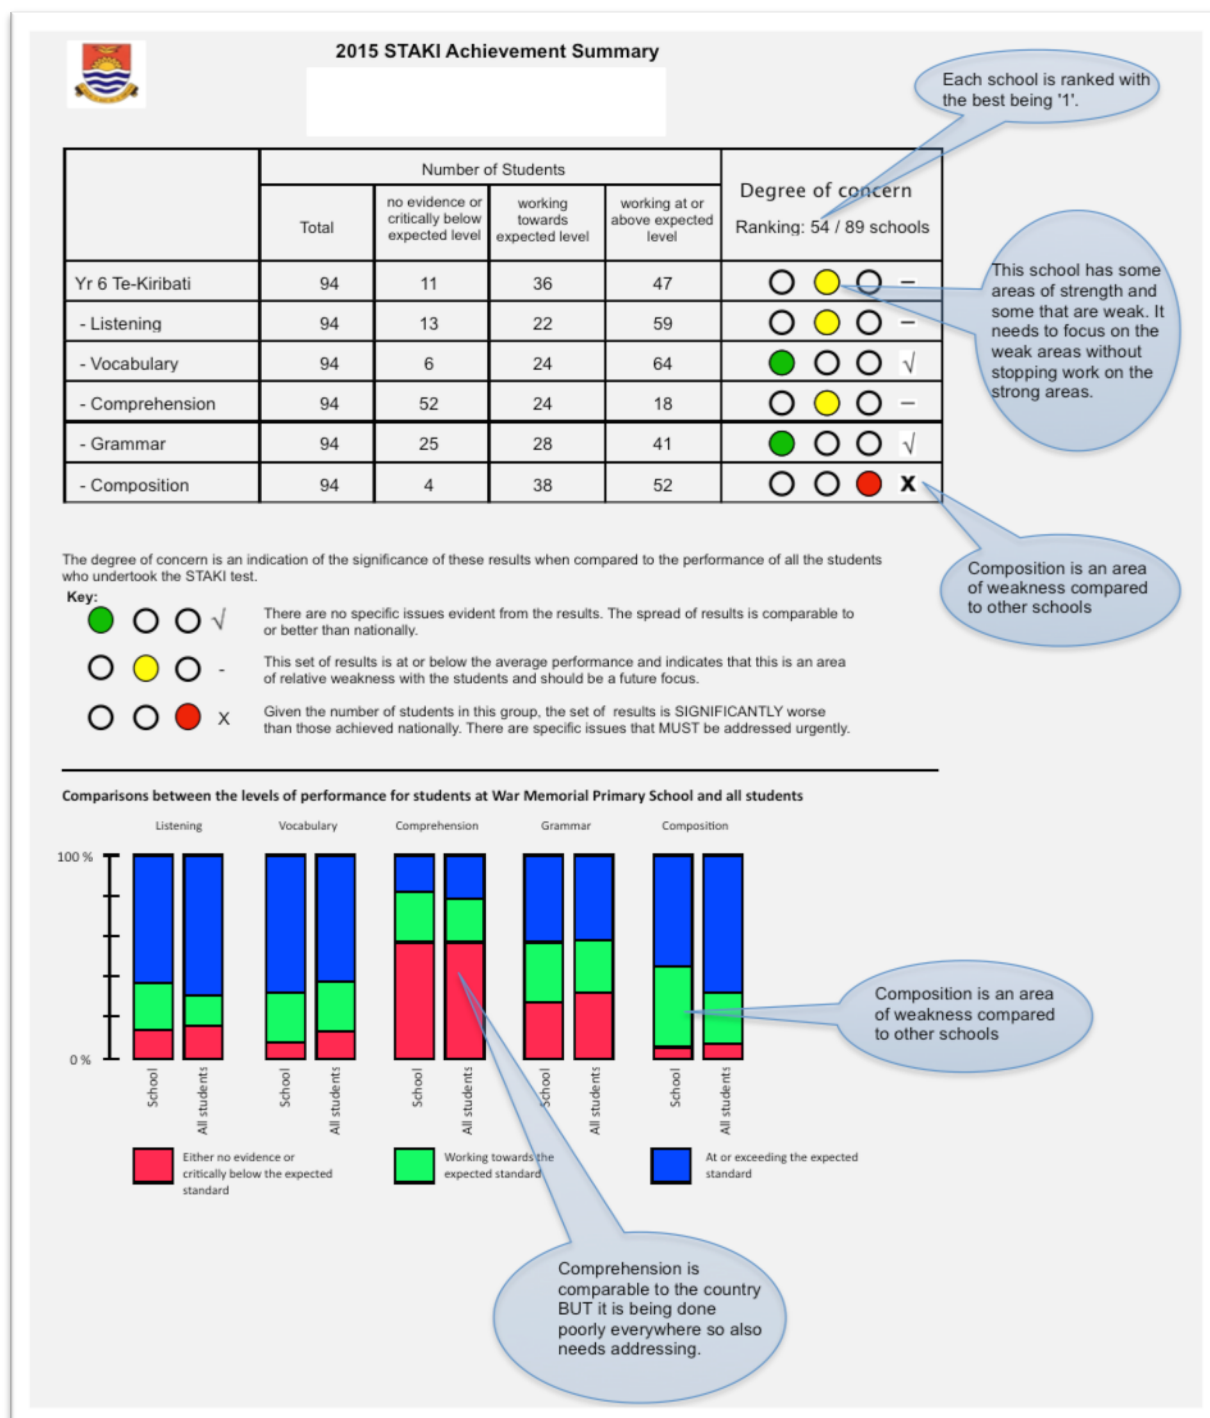 2015 STAKI Achievement Summary
Each school is ranked with
the best being '1'.
Number of Students
Degree of concern
Ranking: 54 / 89 schools
Total
no evidence or
critically below
expected level
working
towards
expected level
working at or
above expected
level
Yr 6 Te-Kiribati 94 11 36 47 –
- Listening 94 13 22 59 –
- Vocabulary 94 6 24 64 √
- Comprehension 94 52 24 18 –
- Grammar 94 25 28 41 √
- Composition 94 4 38 52 X
This school has some
areas of strength and
some that are weak. It
needs to focus on the
weak areas without
stopping work on the
strong areas.
Composition is an area
of weakness compared
to other schools
The degree of concern is an indication of the significance of these results when compared to the performance of all the students
who undertook the STAKI test.
Key:
√ There are no specific issues evident from the results. The spread of results is comparable to
or better than nationally.
- This set of results is at or below the average performance and indicates that this is an area
of relative weakness with the students and should be a future focus.
X Given the number of students in this group, the set of results is SIGNIFICANTLY worse
than those achieved nationally. There are specific issues that MUST be addressed urgently.
Comparisons between the levels of performance for students at War Memorial Primary School and all students
Listening Vocabulary Comprehension Grammar Composition
100 %
0 %
School All students School All students School All students School All students School All students
Composition is an area
of weakness compared
to other schools
Either no evidence or
critically below the expected
standard
Working towards the
expected standard
At or exceeding the expected
standard
Comprehension is
comparable to the country
BUT it is being done
poorly everywhere so also
needs addressing.